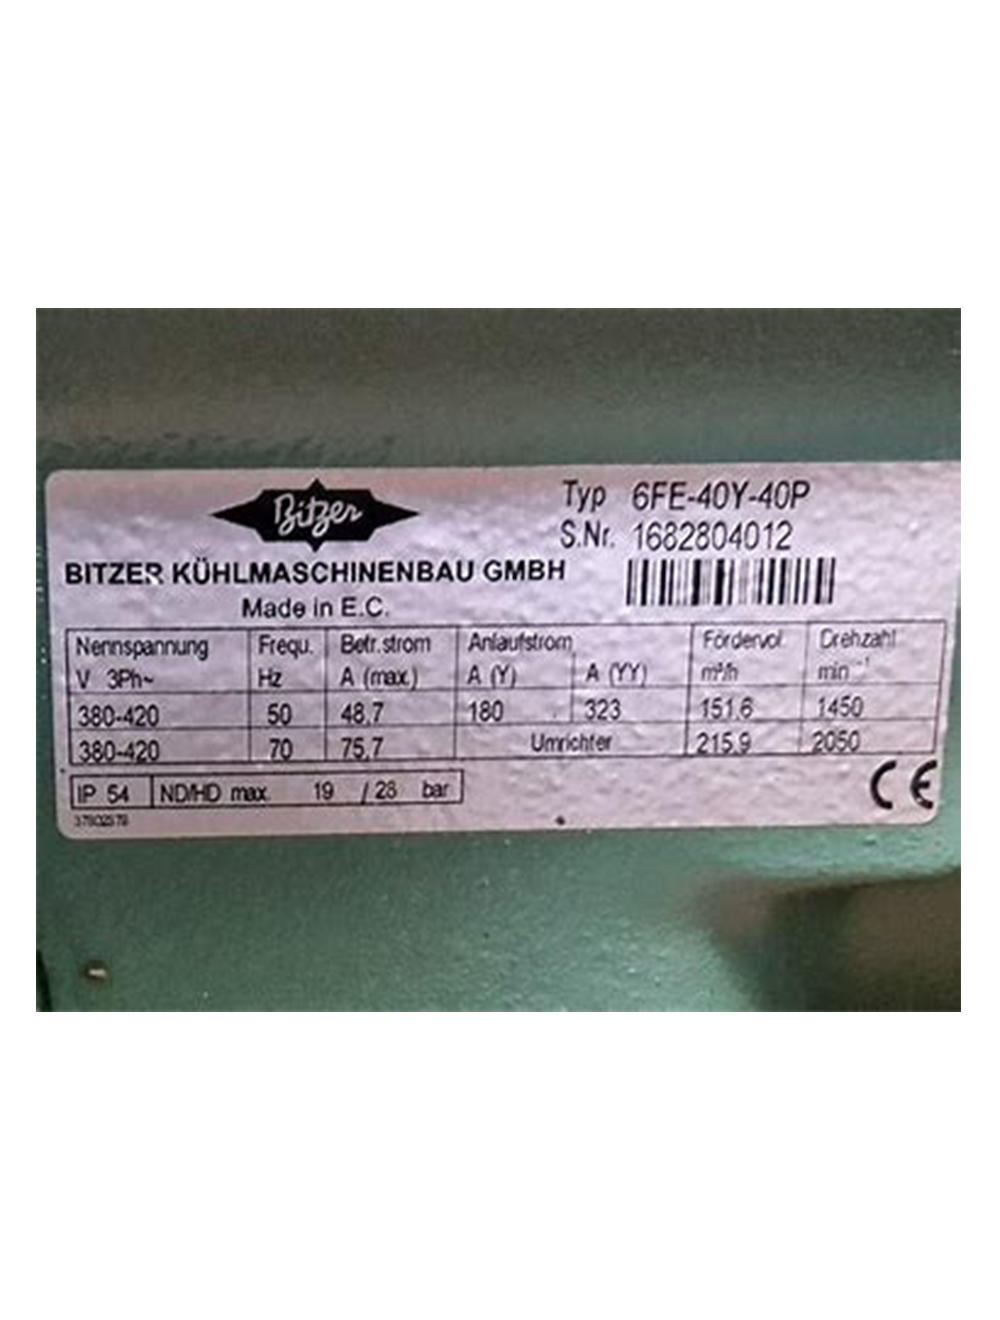 Bitzer
Typ 6FE-40Y-40P
S.Nr. 1682804012
BITZER KÜHLMASCHINENBAU GMBH
Made in E.C.
Nennspannung Frequ. Betr.strom Anlaufstrom Fördervol. Drehzahl
V 3Ph~ Hz A (max.) A (Y) A (YY) m³/h min⁻¹
380-420 50 48,7 180 323 151,6 1450
380-420 70 75,7 Umrichter 215,9 2050
IP 54 ND/HD max. 19 / 28 bar
CE